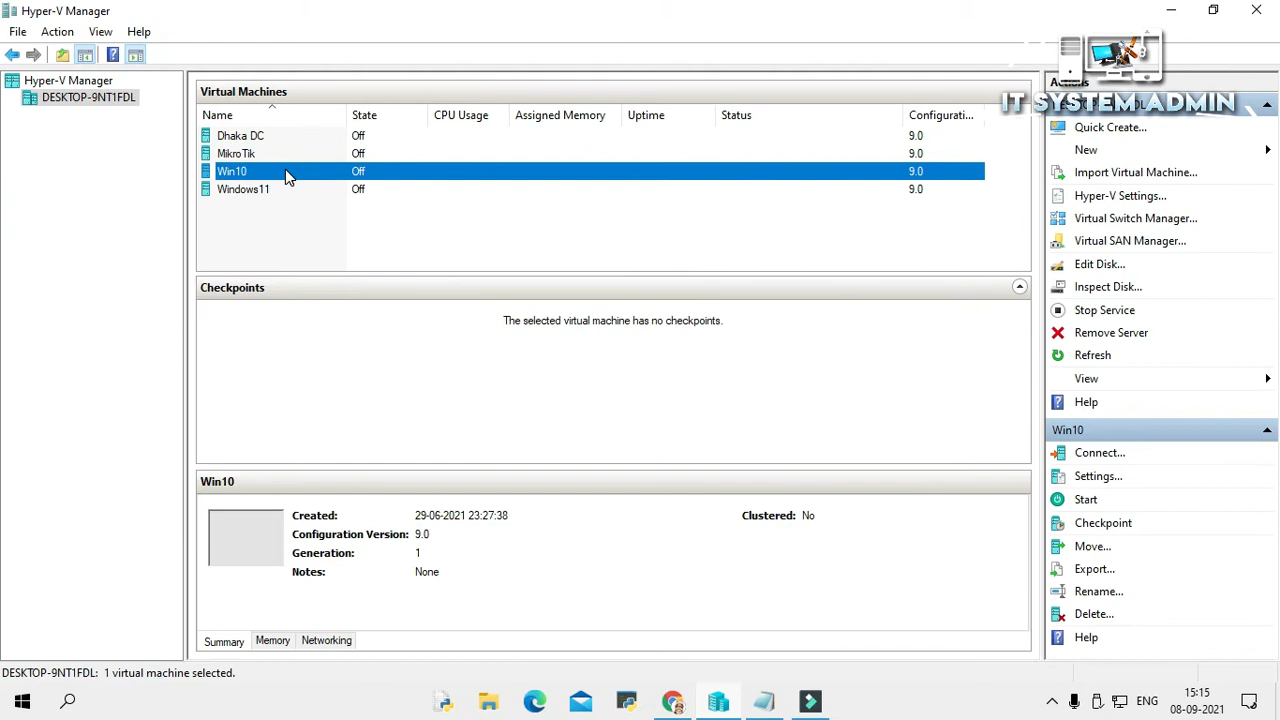 Hyper-V Manager
File Action View Help
Hyper-V Manager
DESKTOP-9NT1FDL
Virtual Machines
Name State CPU Usage Assigned Memory Uptime Status Configurati...
Dhaka DC Off 9.0
MikroTik Off 9.0
Win10 Off 9.0
Windows11 Off 9.0
Checkpoints
The selected virtual machine has no checkpoints.
Win10
Created: 29-06-2021 23:27:38 Clustered: No
Configuration Version: 9.0
Generation: 1
Notes: None
Summary Memory Networking
Actions
IT SYSTEM ADMIN
Quick Create...
New
Import Virtual Machine...
Hyper-V Settings...
Virtual Switch Manager...
Virtual SAN Manager...
Edit Disk...
Inspect Disk...
Stop Service
Remove Server
Refresh
View
Help
Win10
Connect...
Settings...
Start
Checkpoint
Move...
Export...
Rename...
Delete...
Help
DESKTOP-9NT1FDL: 1 virtual machine selected.
ENG 15:15
08-09-2021